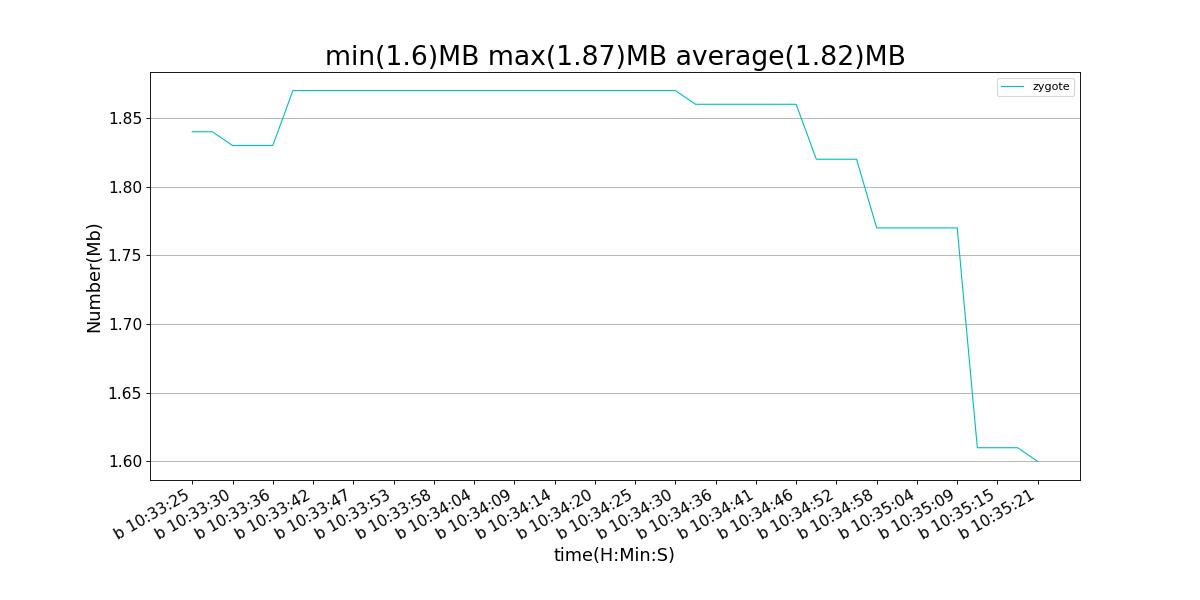 min(1.6)MB max(1.87)MB average(1.82)MB
zygote
1.85
1.80
1.75
1.70
1.65
1.60
Number(Mb)
b 10:33:25
b 10:33:30
b 10:33:36
b 10:33:42
b 10:33:47
b 10:33:53
b 10:33:58
b 10:34:04
b 10:34:09
b 10:34:14
b 10:34:20
b 10:34:25
b 10:34:30
b 10:34:36
b 10:34:41
b 10:34:46
b 10:34:52
b 10:34:58
b 10:35:04
b 10:35:09
b 10:35:15
b 10:35:21
time(H:Min:S)